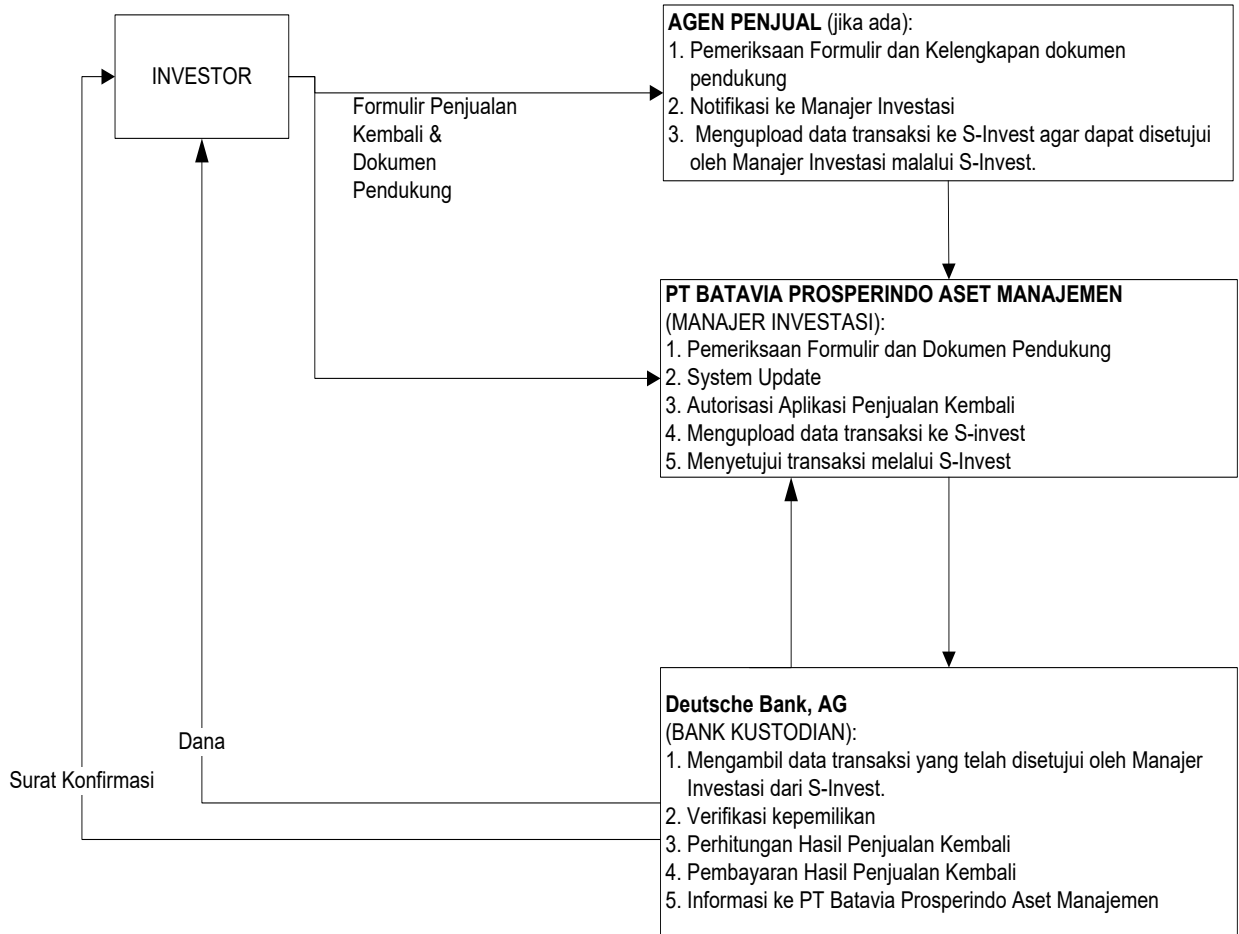 INVESTOR
Formulir Penjualan
Kembali &
Dokumen
Pendukung
AGEN PENJUAL (jika ada):
1. Pemeriksaan Formulir dan Kelengkapan dokumen
pendukung
2. Notifikasi ke Manajer Investasi
3. Mengupload data transaksi ke S-Invest agar dapat disetujui
oleh Manajer Investasi malalui S-Invest.
PT BATAVIA PROSPERINDO ASET MANAJEMEN
(MANAJER INVESTASI):
1. Pemeriksaan Formulir dan Dokumen Pendukung
2. System Update
3. Autorisasi Aplikasi Penjualan Kembali
4. Mengupload data transaksi ke S-invest
5. Menyetujui transaksi melalui S-Invest
Deutsche Bank, AG
(BANK KUSTODIAN):
1. Mengambil data transaksi yang telah disetujui oleh Manajer
Investasi dari S-Invest.
2. Verifikasi kepemilikan
3. Perhitungan Hasil Penjualan Kembali
4. Pembayaran Hasil Penjualan Kembali
5. Informasi ke PT Batavia Prosperindo Aset Manajemen
Dana
Surat Konfirmasi